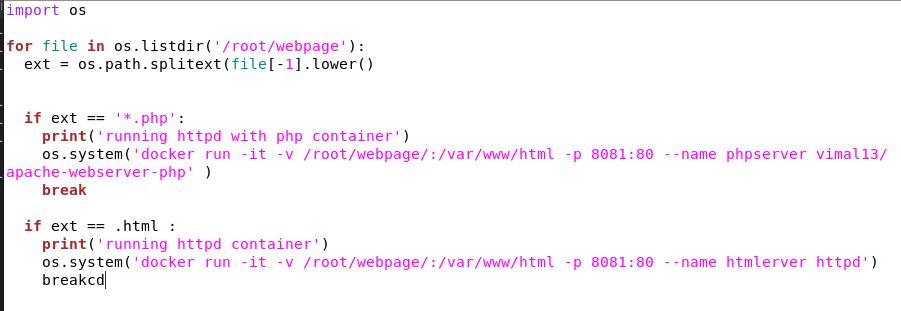 import os
for file in os.listdir('/root/webpage'):
  ext = os.path.splitext(file[-1].lower()
  if ext == '*.php':
    print('running httpd with php container')
    os.system('docker run -it -v /root/webpage/:/var/www/html -p 8081:80 --name phpserver vimal13/
apache-webserver-php' )
    break
  if ext == .html :
    print('running httpd container')
    os.system('docker run -it -v /root/webpage/:/var/www/html -p 8081:80 --name htmlerver httpd')
    breakcd